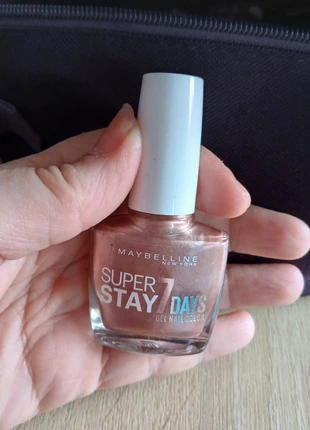 MAYBELLINE
NEW YORK
SUPER
STAY 7 DAYS
GEL NAIL COLOR